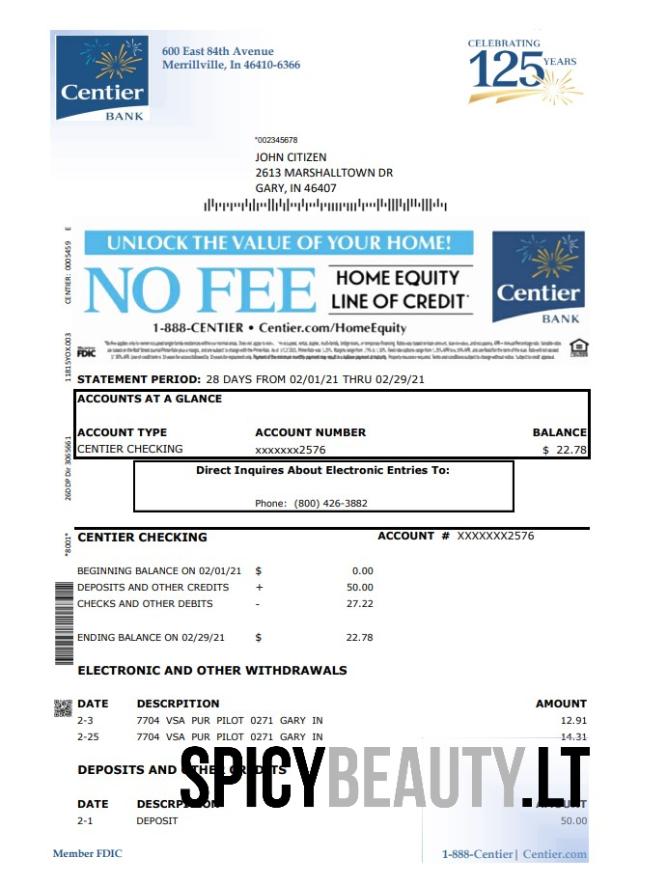 600 East 84th Avenue
Merrillville, In 46410-6366
Centier
BANK
CELEBRATING
125 YEARS
*002345678
JOHN CITIZEN
2613 MARSHALLTOWN DR
GARY, IN 46407
CENTIER: 0005459 E
UNLOCK THE VALUE OF YOUR HOME!
NO FEE
HOME EQUITY
LINE OF CREDIT*
Centier
BANK
1-888-CENTIER • Centier.com/HomeEquity
FDIC
11815VOX.003
STATEMENT PERIOD: 28 DAYS FROM 02/01/21 THRU 02/29/21
ACCOUNTS AT A GLANCE
ACCOUNT TYPE ACCOUNT NUMBER BALANCE
CENTIER CHECKING xxxxxxx2576 $ 22.78
26DDP Dir 3065661
Direct Inquires About Electronic Entries To:
Phone: (800) 426-3882
*8001*
CENTIER CHECKING ACCOUNT # XXXXXXX2576
BEGINNING BALANCE ON 02/01/21 $ 0.00
DEPOSITS AND OTHER CREDITS + 50.00
CHECKS AND OTHER DEBITS - 27.22
ENDING BALANCE ON 02/29/21 $ 22.78
ELECTRONIC AND OTHER WITHDRAWALS
DATE DESCRPITION AMOUNT
2-3 7704 VSA PUR PILOT 0271 GARY IN 12.91
2-25 7704 VSA PUR PILOT 0271 GARY IN 14.31
DEPOSITS AND OTHER CREDITS
SPICYBEAUTY.LT
DATE DESCRPITION AMOUNT
2-1 DEPOSIT 50.00
Member FDIC 1-888-Centier| Centier.com